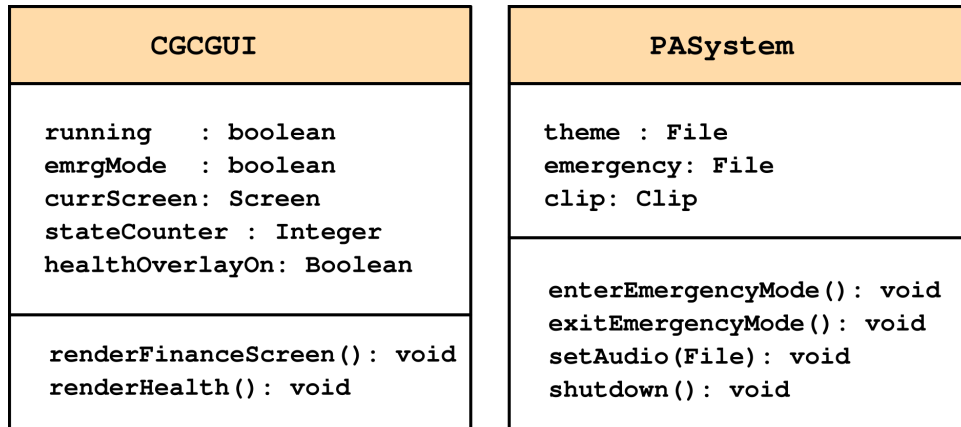 CGCGUI
running   : boolean
emrgMode  : boolean
currScreen: Screen
stateCounter : Integer
healthOverlayOn: Boolean
renderFinanceScreen(): void
renderHealth(): void
PASystem
theme : File
emergency: File
clip: Clip
enterEmergencyMode(): void
exitEmergencyMode(): void
setAudio(File): void
shutdown(): void